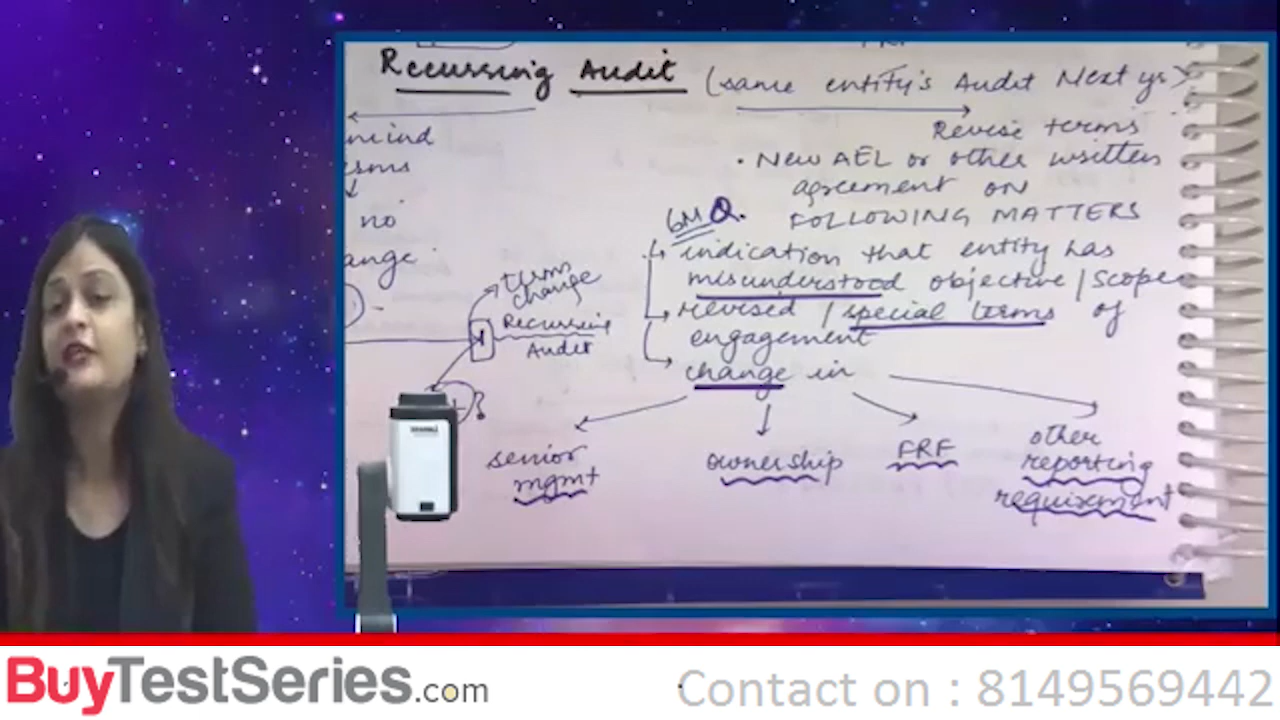 Recurring Audit (same entity's Audit Next yr)
mind
erms
no
ange
Revise terms
• New AEL or other written
agreement on
FOLLOWING MATTERS
6M Q.
indication that entity has
misunderstood objective / Scope
revised / special terms of
engagement
change in
terms
change
Recurring
Audit
senior
mgmt
ownership
FRF
other
reporting
requirement
BuyTestSeries.com
Contact on : 8149569442